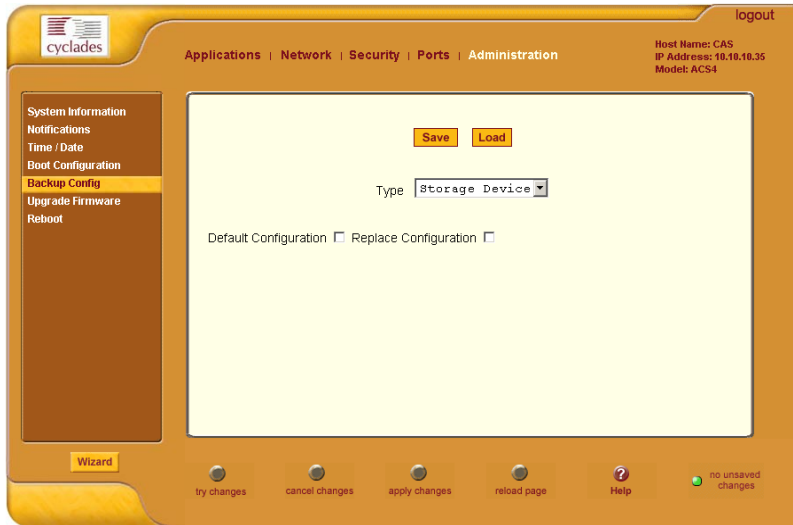 logout
cyclades
Applications | Network | Security | Ports | Administration
Host Name: CAS
IP Address: 10.10.10.35
Model: ACS4
System Information
Notifications
Time / Date
Boot Configuration
Backup Config
Upgrade Firmware
Reboot
Save Load
Type Storage Device
Default Configuration Replace Configuration
Wizard
try changes
cancel changes
apply changes
reload page
?
Help
no unsaved
changes